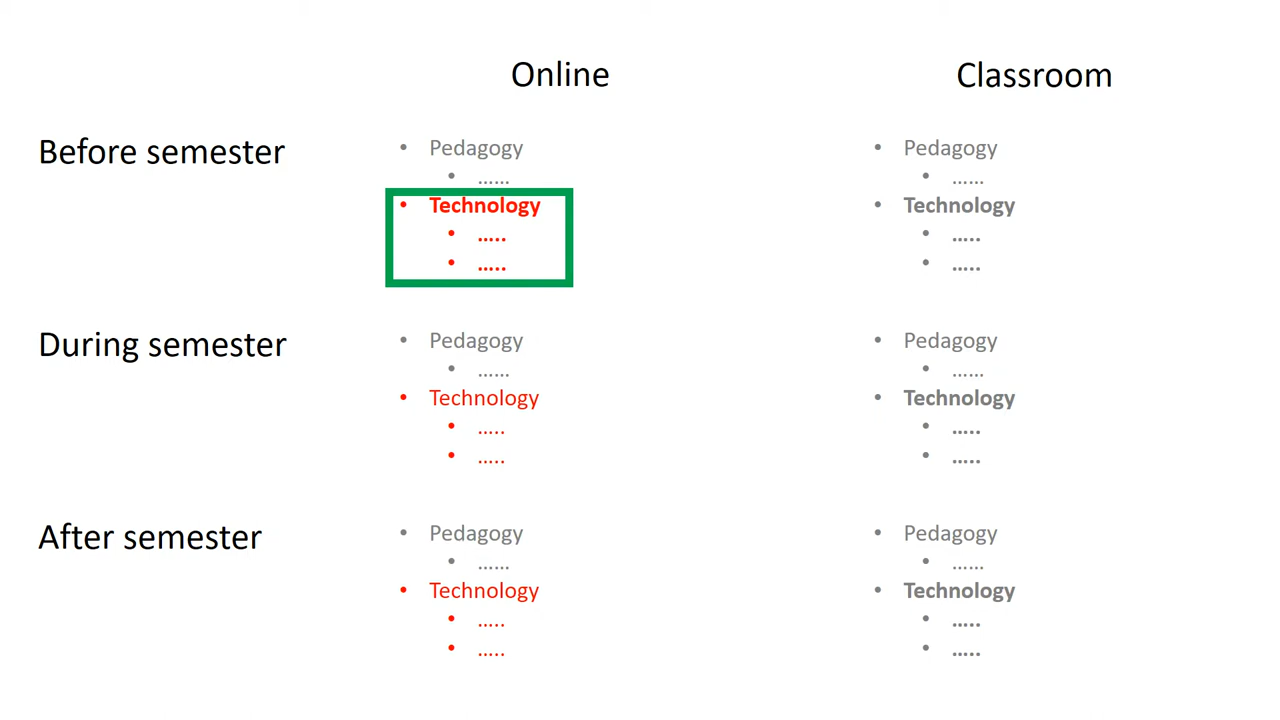 Online
Classroom
Before semester
• Pedagogy
• ......
• Technology
• .....
• .....
• Pedagogy
• ......
• Technology
• .....
• .....
During semester
• Pedagogy
• ......
• Technology
• .....
• .....
• Pedagogy
• ......
• Technology
• .....
• .....
After semester
• Pedagogy
• ......
• Technology
• .....
• .....
• Pedagogy
• ......
• Technology
• .....
• .....